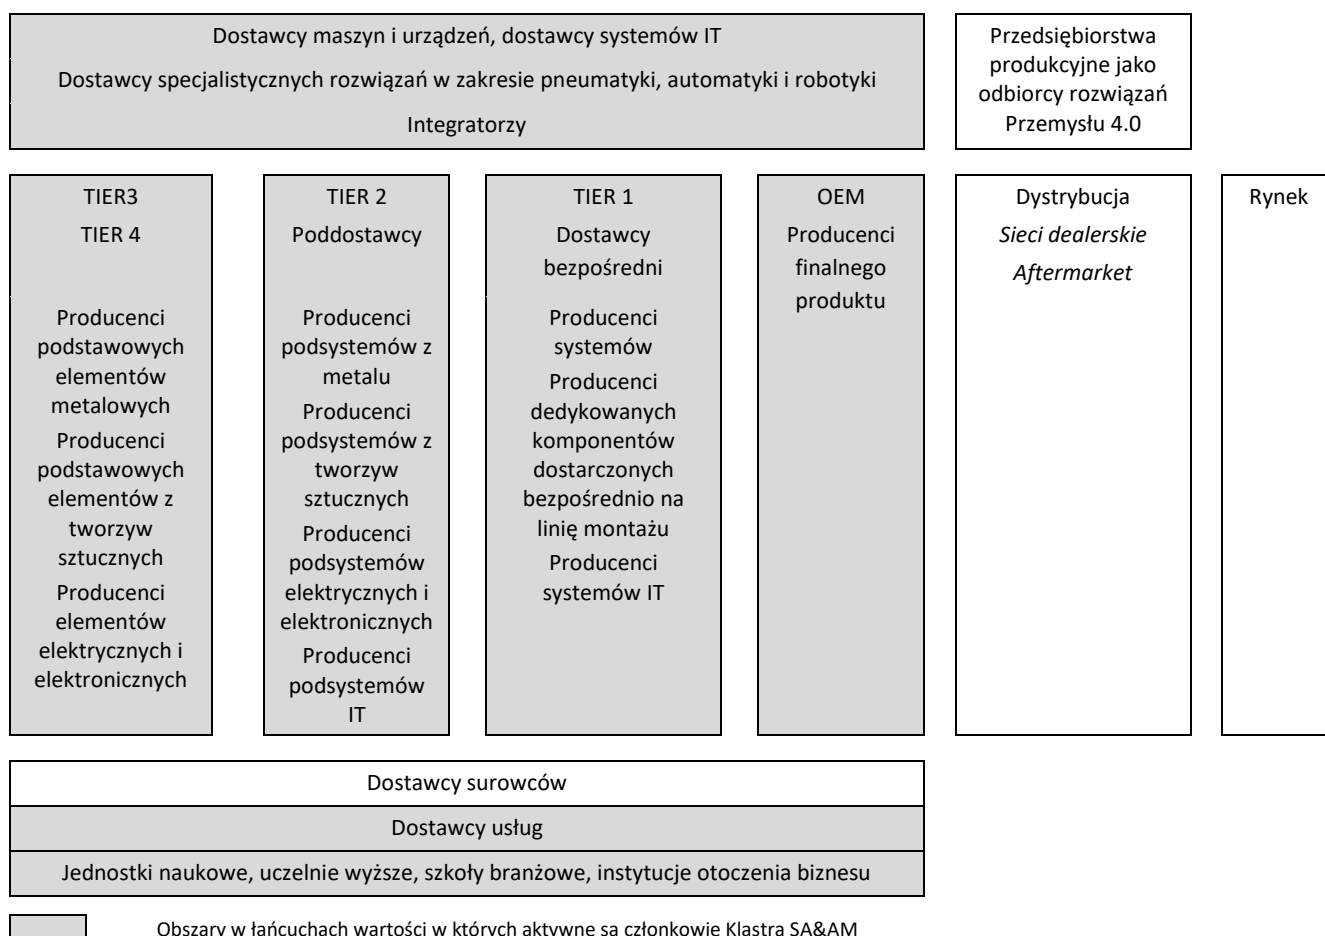 Dostawcy maszyn i urządzeń, dostawcy systemów IT
Dostawcy specjalistycznych rozwiązań w zakresie pneumatyki, automatyki i robotyki
Integratorzy
Przedsiębiorstwa
produkcyjne jako
odbiorcy rozwiązań
Przemysłu 4.0
TIER3
TIER 4
Producenci
podstawowych
elementów
metalowych
Producenci
podstawowych
elementów z
tworzyw
sztucznych
Producenci
elementów
elektrycznych i
elektronicznych
TIER 2
Poddostawcy
Producenci
podsystemów z
metalu
Producenci
podsystemów z
tworzyw
sztucznych
Producenci
podsystemów
elektrycznych i
elektronicznych
Producenci
podsystemów
IT
TIER 1
Dostawcy
bezpośredni
Producenci
systemów
Producenci
dedykowanych
komponentów
dostarczonych
bezpośrednio na
linię montażu
Producenci
systemów IT
OEM
Producenci
finalnego
produktu
Dystrybucja
Sieci dealerskie
Aftermarket
Rynek
Dostawcy surowców
Dostawcy usług
Jednostki naukowe, uczelnie wyższe, szkoły branżowe, instytucje otoczenia biznesu
Obszary w łańcuchach wartości w których aktywne są członkowie Klastra SA&AM